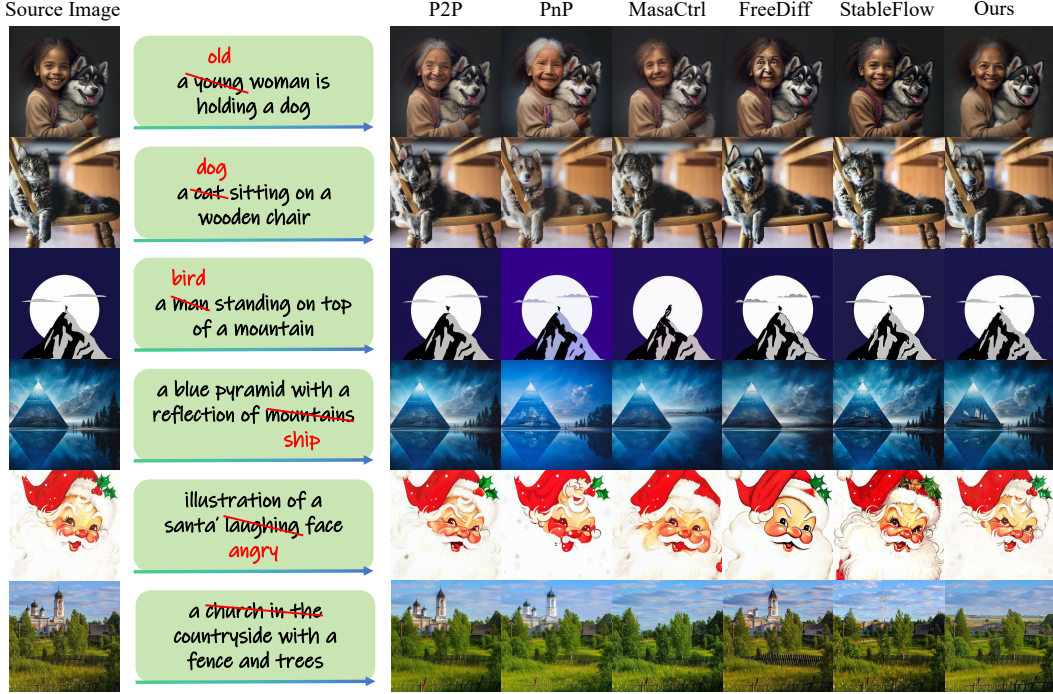 Source Image P2P PnP MasaCtrl FreeDiff StableFlow Ours
old
a young woman is
holding a dog
dog
a cat sitting on a
wooden chair
bird
a man standing on top
of a mountain
a blue pyramid with a
reflection of mountains
ship
illustration of a
santa' laughing face
angry
a church in the
countryside with a
fence and trees